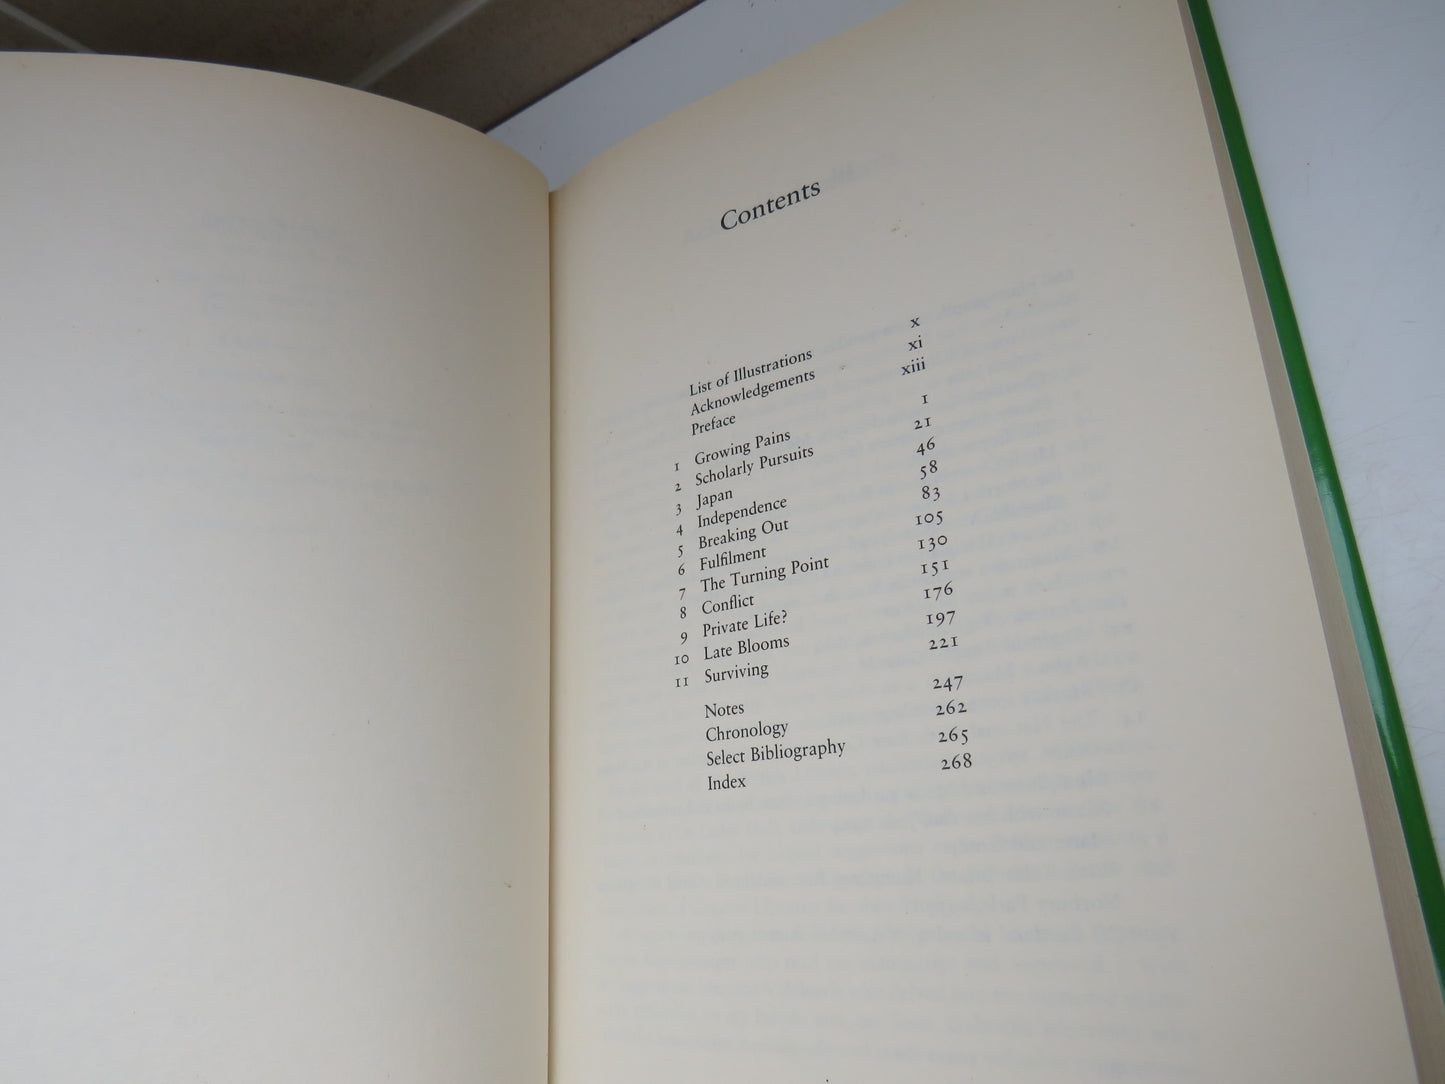 Contents
List of Illustrations x
Acknowledgements xi
Preface xiii
1 Growing Pains 1
2 Scholarly Pursuits 21
3 Japan 46
4 Independence 58
5 Breaking Out 83
6 Fulfilment 105
7 The Turning Point 130
8 Conflict 151
9 Private Life? 176
10 Late Blooms 197
11 Surviving 221
Notes 247
Chronology 262
Select Bibliography 265
Index 268